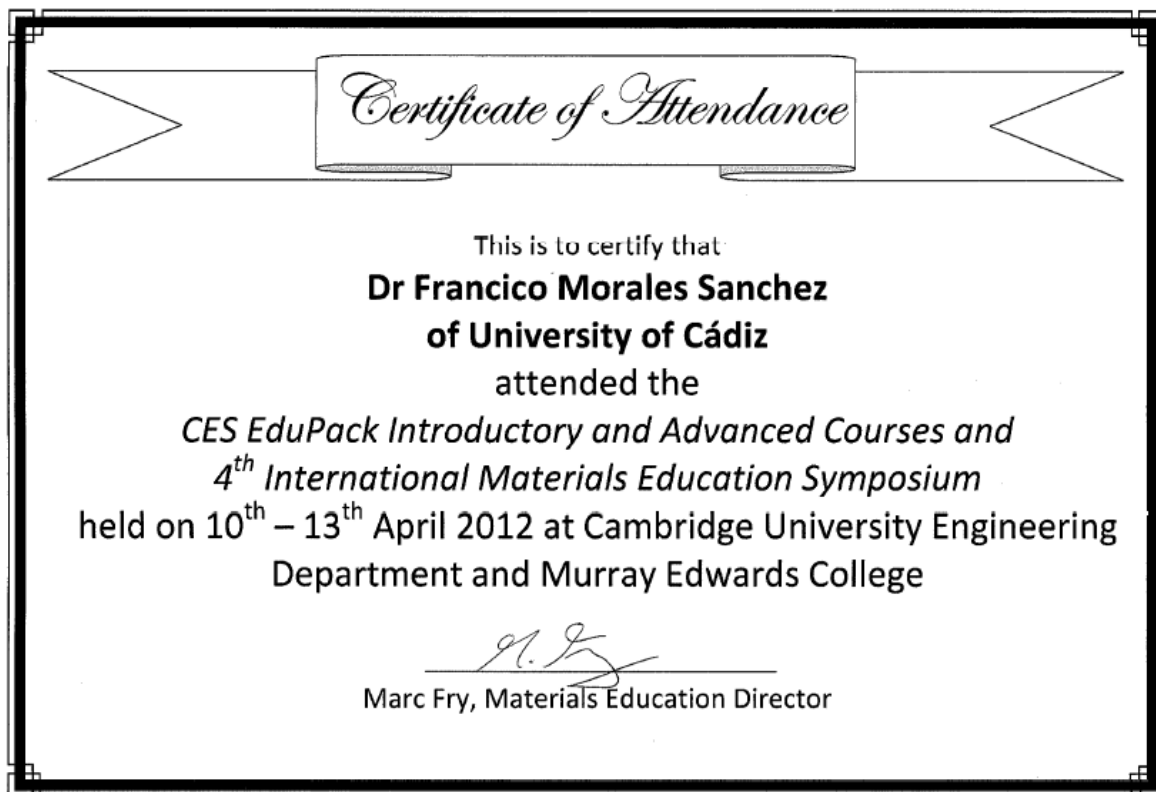 Certificate of Attendance
This is to certify that
Dr Francico Morales Sanchez
of University of Cádiz
attended the
CES EduPack Introductory and Advanced Courses and
4th International Materials Education Symposium
held on 10th – 13th April 2012 at Cambridge University Engineering
Department and Murray Edwards College
M. Fry
Marc Fry, Materials Education Director